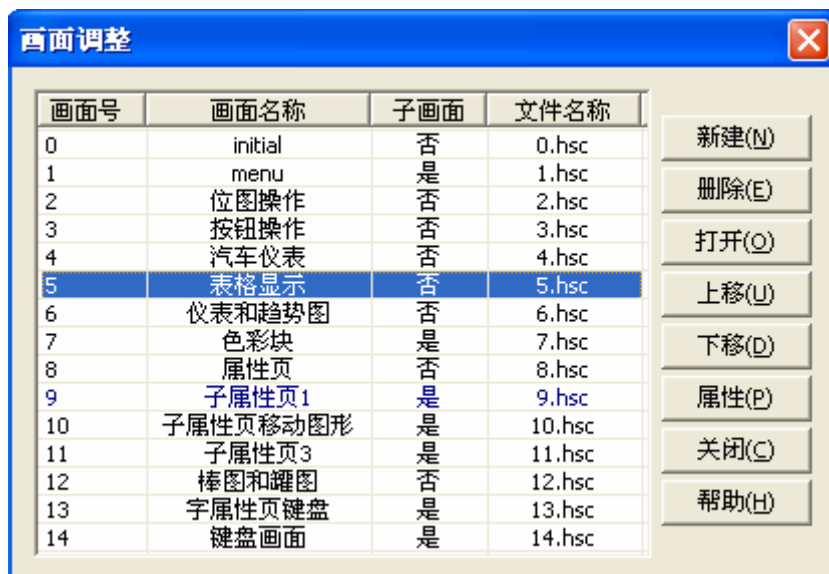 画面调整
画面号 画面名称 子画面 文件名称
0 initial 否 0.hsc
1 menu 是 1.hsc
2 位图操作 否 2.hsc
3 按钮操作 否 3.hsc
4 汽车仪表 否 4.hsc
5 表格显示 否 5.hsc
6 仪表和趋势图 否 6.hsc
7 色彩块 是 7.hsc
8 属性页 否 8.hsc
9 子属性页1 是 9.hsc
10 子属性页移动图形 是 10.hsc
11 子属性页3 是 11.hsc
12 棒图和罐图 否 12.hsc
13 字属性页键盘 是 13.hsc
14 键盘画面 是 14.hsc
新建(N)
删除(E)
打开(O)
上移(U)
下移(D)
属性(P)
关闭(C)
帮助(H)